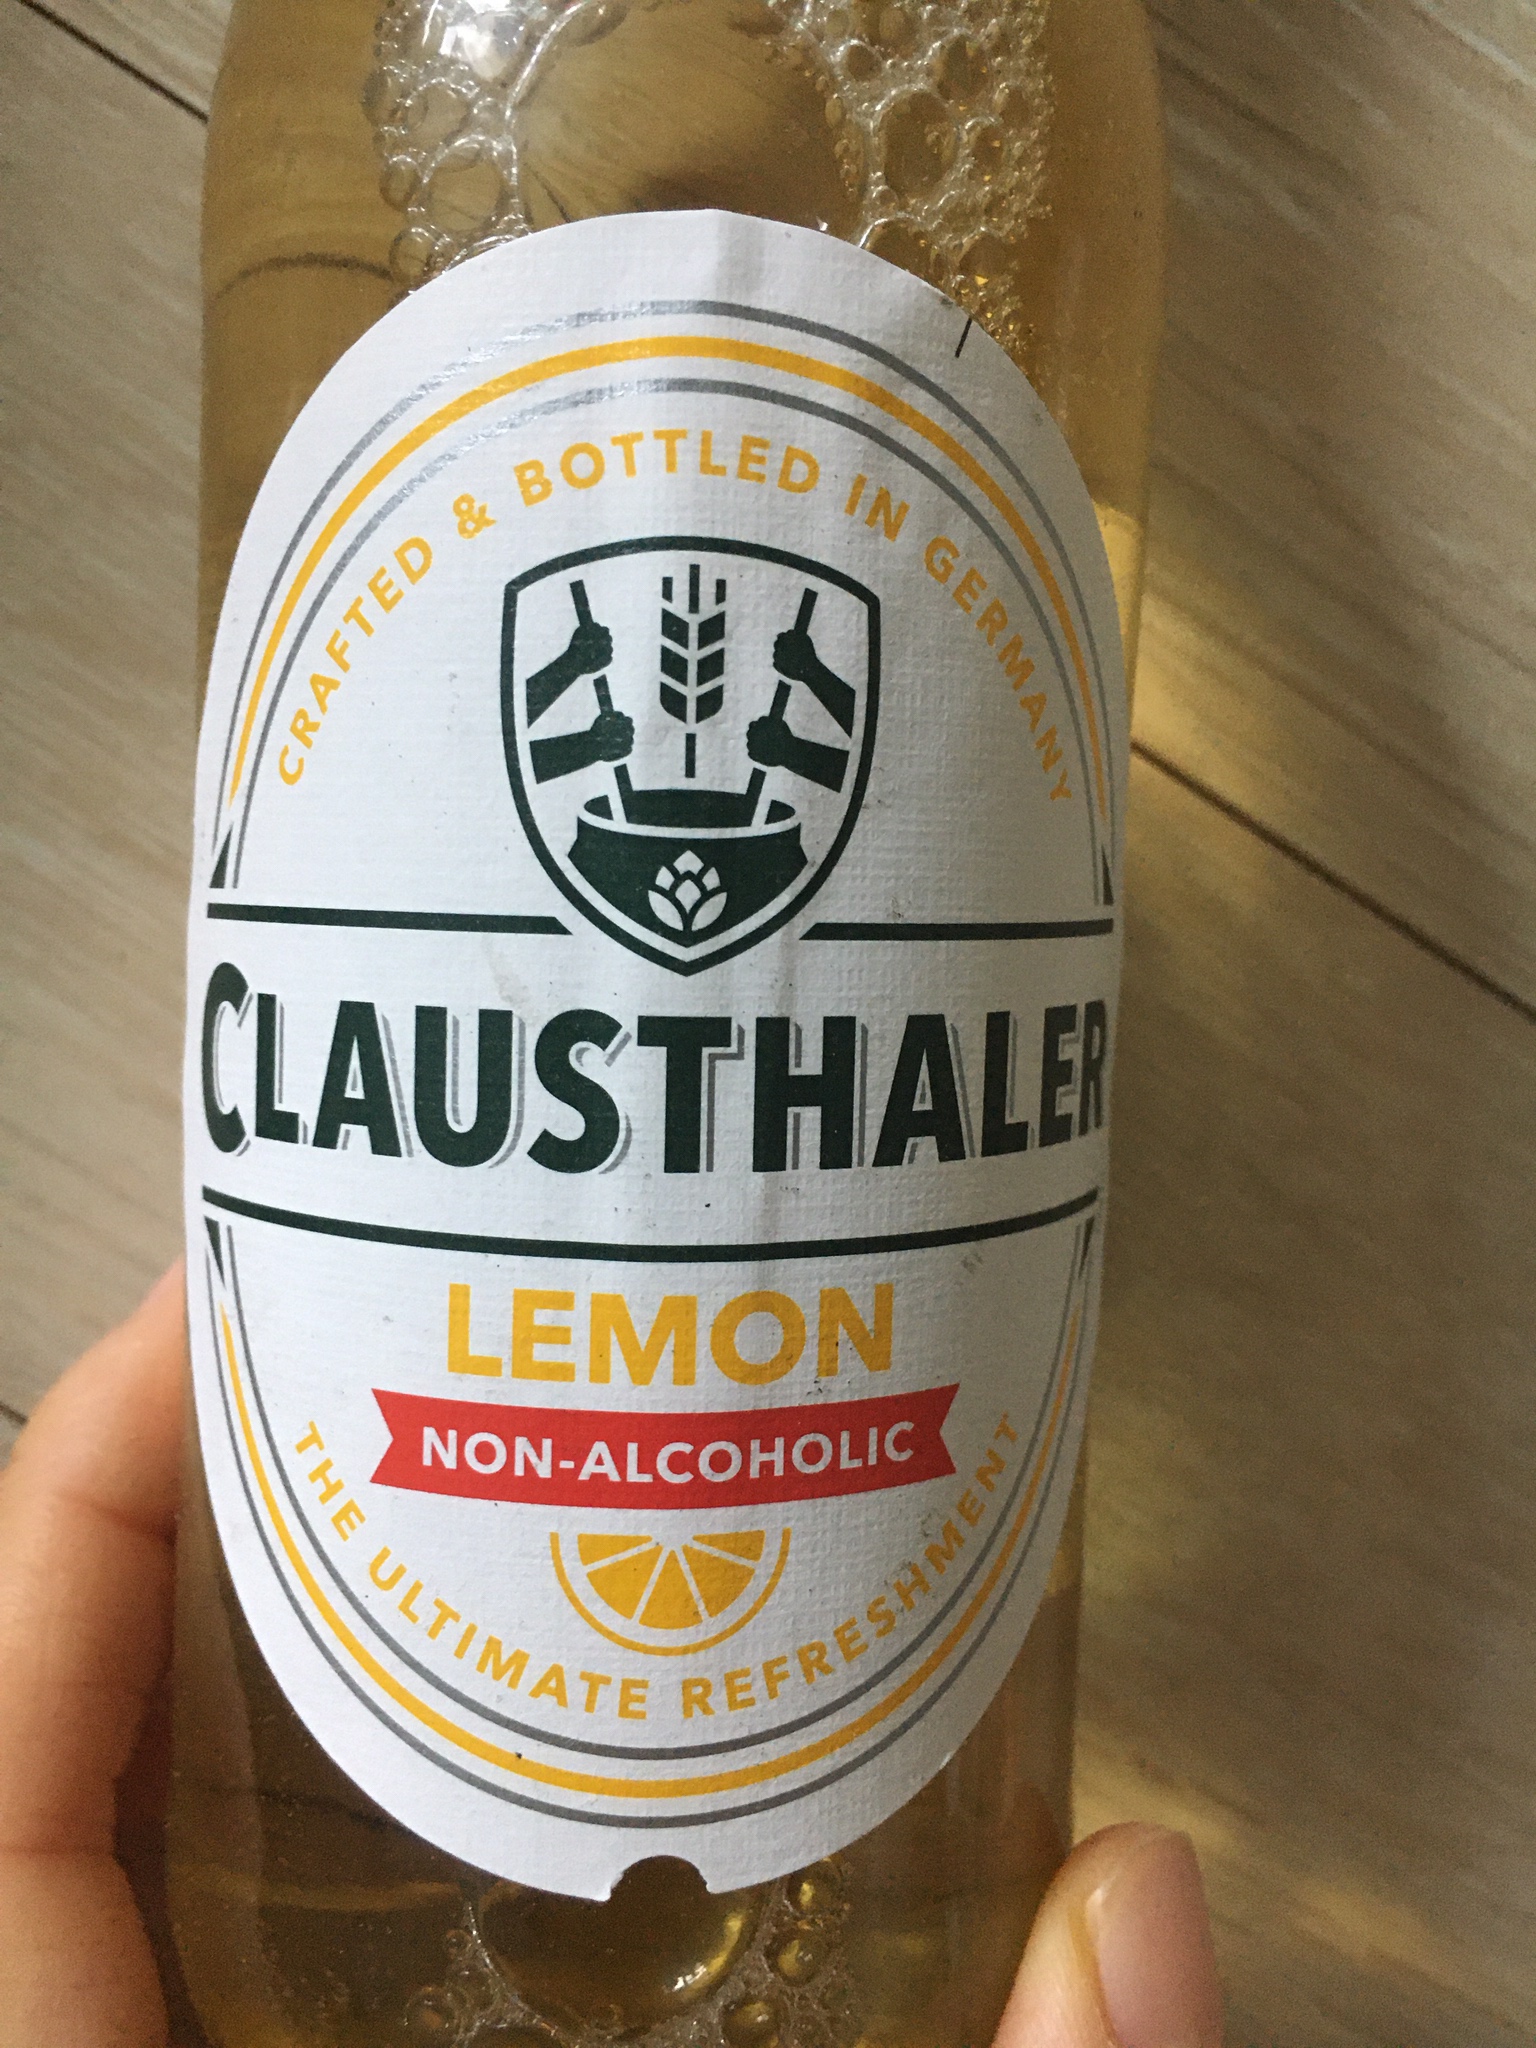 CRAFTED & BOTTLED IN GERMANY
CLAUSTHALER
LEMON
NON-ALCOHOLIC
THE ULTIMATE REFRESHMENT